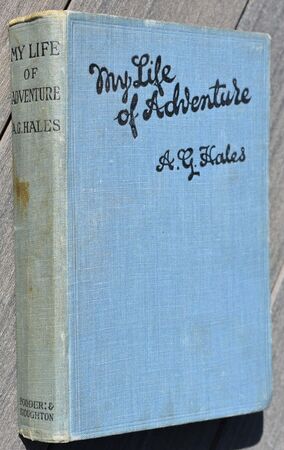 MY LIFE
OF
ADVENTURE
A.G. HALES
HODDER &
STOUGHTON
My Life
of Adventure
A. G. Hales